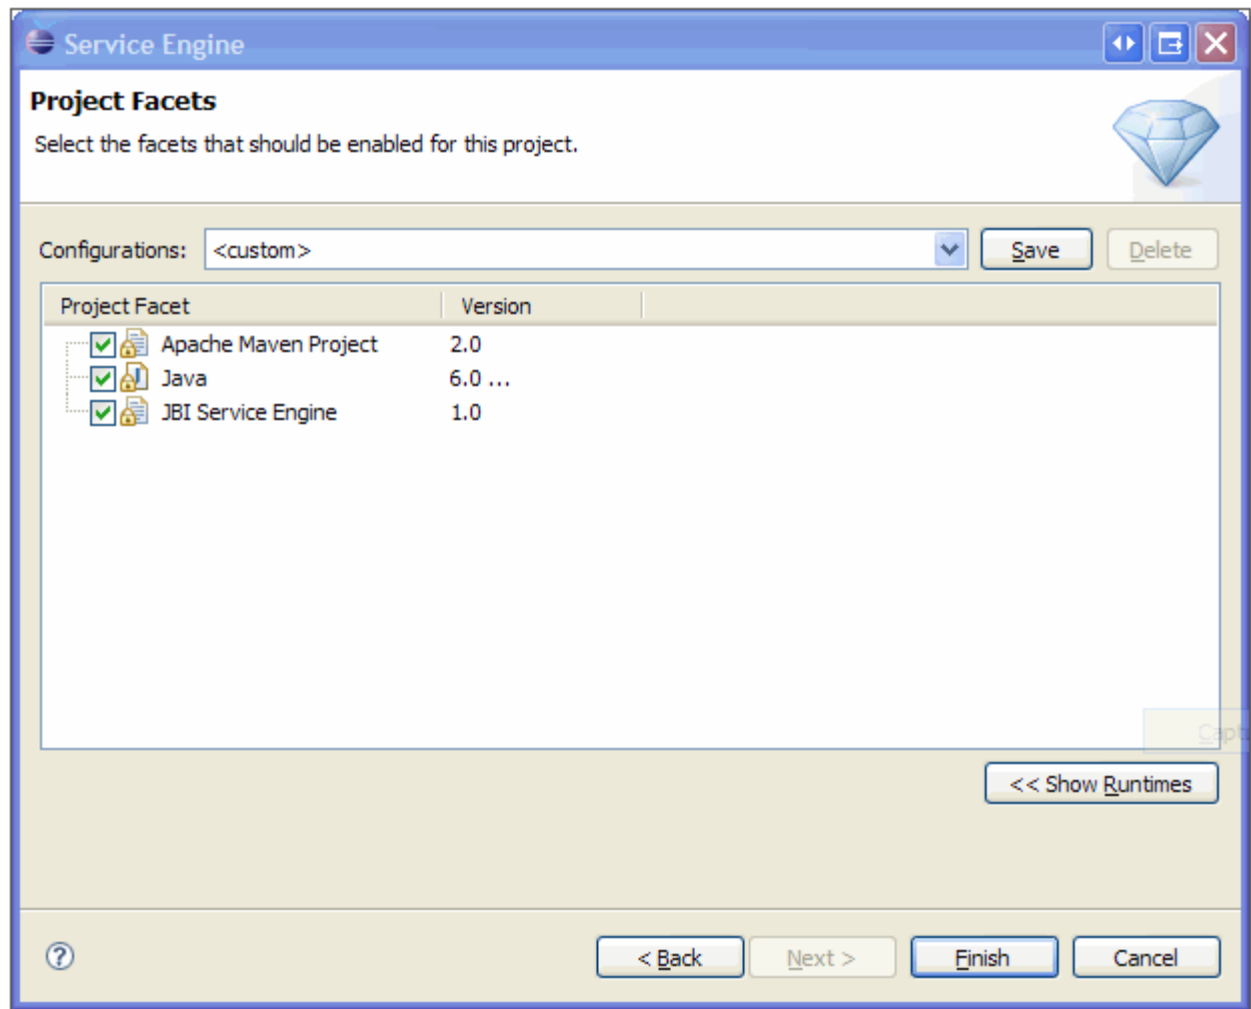 Service Engine
Project Facets
Select the facets that should be enabled for this project.
Configurations: <custom> Save Delete
Project Facet Version
Apache Maven Project 2.0
Java 6.0 ...
JBI Service Engine 1.0
Capt
<< Show Runtimes
? < Back Next > Finish Cancel